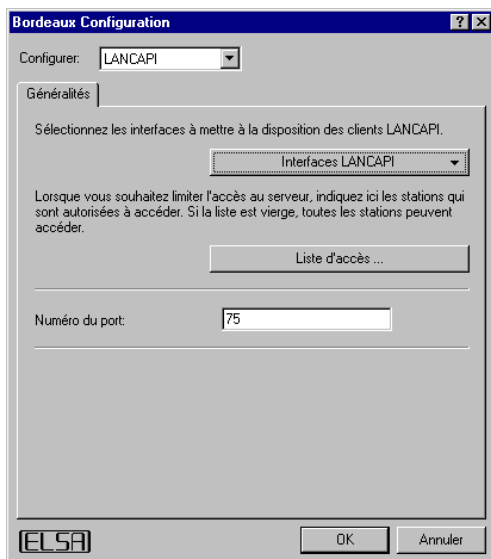 Bordeaux Configuration
Configurer: LANCAPI
Généralités
Sélectionnez les interfaces à mettre à la disposition des clients LANCAPI.
Interfaces LANCAPI
Lorsque vous souhaitez limiter l'accès au serveur, indiquez ici les stations qui
sont autorisées à accéder. Si la liste est vierge, toutes les stations peuvent
accéder.
Liste d'accès ...
Numéro du port: 75
ELSA
OK Annuler